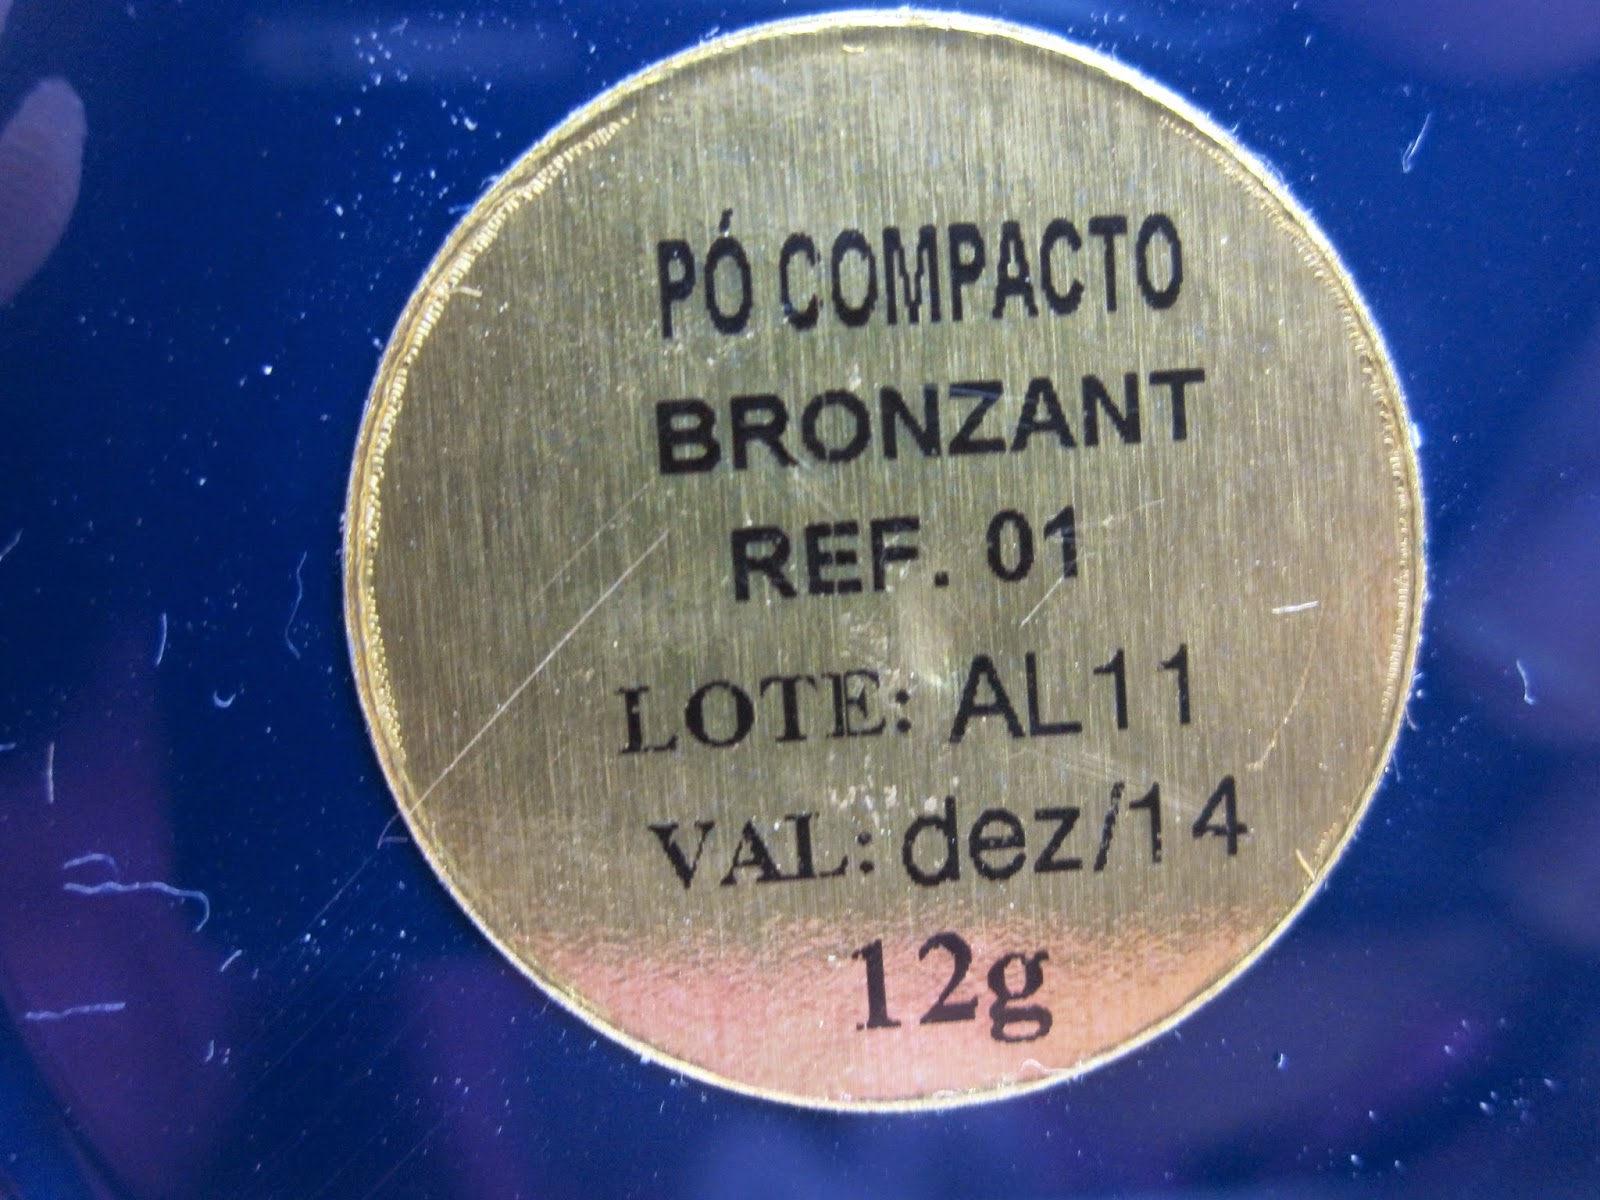 PÓ COMPACTO
BRONZANT
REF. 01
LOTE: AL11
VAL: dez/14
12g